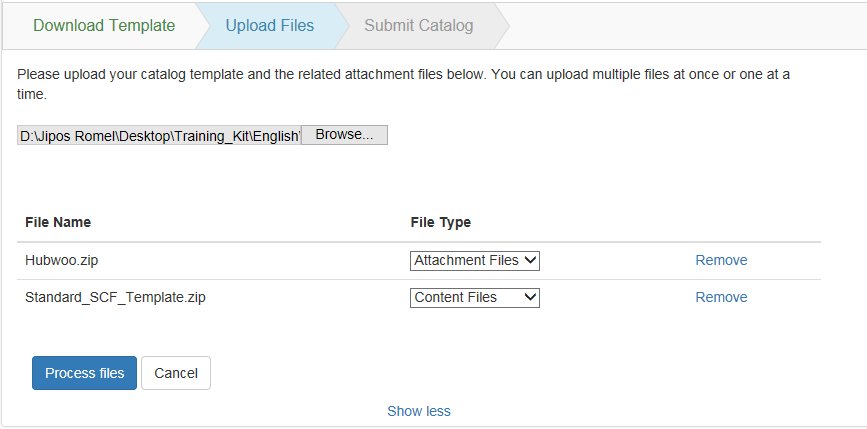 Download Template
Upload Files
Submit Catalog
Please upload your catalog template and the related attachment files below. You can upload multiple files at once or one at a
time.
D:\Jipos Romel\Desktop\Training_Kit\English\
Browse...
File Name
File Type
Hubwoo.zip
Attachment Files
Remove
Standard_SCF_Template.zip
Content Files
Remove
Process files
Cancel
Show less